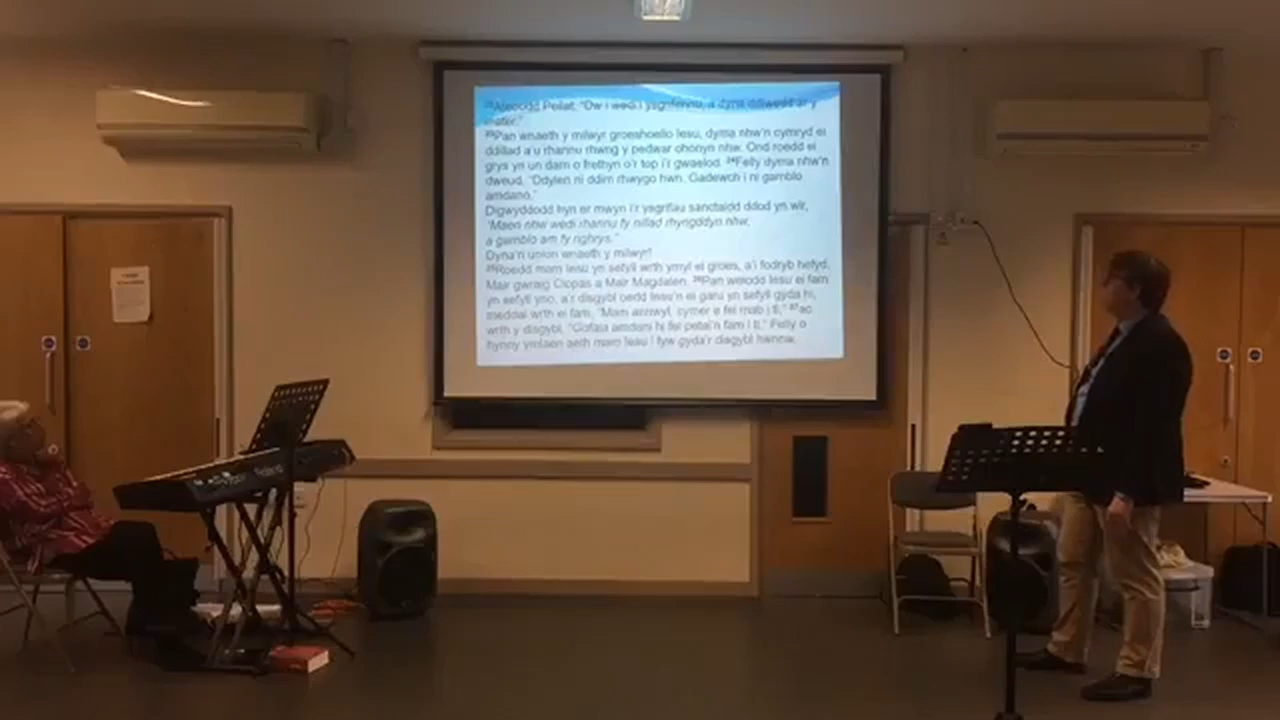 ²²Atebodd Peilat, "Dw i wedi'i ysgrifennu, a dyna ddiwedd ar y
mater."
²³Pan wnaeth y milwyr groeshoelio Iesu, dyma nhw'n cymryd ei
ddillad a'u rhannu rhwng y pedwar ohonyn nhw. Ond roedd ei
grys yn un darn o frethyn o'r top i'r gwaelod. ²⁴Felly dyma nhw'n
dweud, "Ddylen ni ddim rhwygo hwn. Gadewch i ni gamblo
amdano."
Digwyddodd hyn er mwyn i'r ysgrifau sanctaidd ddod yn wir,
"Maen nhw wedi rhannu fy nillad rhyngddyn nhw,
a gamblo am fy nghrys."
Dyna'n union wnaeth y milwyr!
²⁵Roedd mam Iesu yn sefyll wrth ymyl ei groes, a'i fodryb hefyd,
Mair gwraig Clopas a Mair Magdalen. ²⁶Pan welodd Iesu ei fam
yn sefyll yno, a'r disgybl oedd Iesu'n ei garu yn sefyll gyda hi,
meddai wrth ei fam, "Mam annwyl, cymer e fel mab i ti," ²⁷ac
wrth y disgybl, "Gofala amdani hi fel petai'n fam i ti." Felly o
hynny ymlaen aeth mam Iesu i fyw gyda'r disgybl hwnnw.
Roland